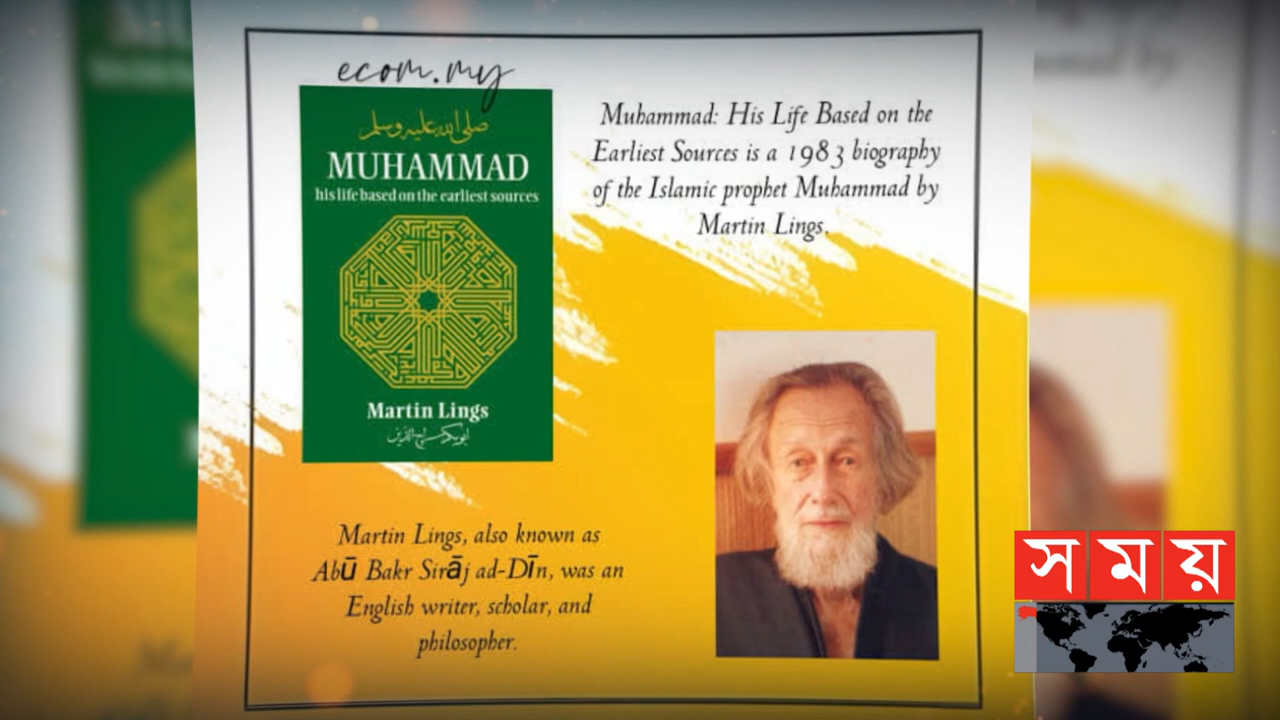 ecom.my
صلى الله عليه وسلم
MUHAMMAD
his life based on the earliest sources
Martin Lings
Muhammad: His Life Based on the
Earliest Sources is a 1983 biography
of the Islamic prophet Muhammad by
Martin Lings.
Martin Lings, also known as
Abū Bakr Sirāj ad-Dīn, was an
English writer, scholar, and
philosopher.
সময়